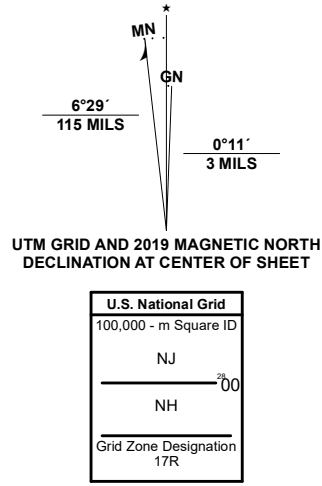 MN
GN
6°29´
115 MILS
0°11´
3 MILS
UTM GRID AND 2019 MAGNETIC NORTH
DECLINATION AT CENTER OF SHEET
U.S. National Grid
100,000 - m Square ID
NJ
28 00
NH
Grid Zone Designation
17R